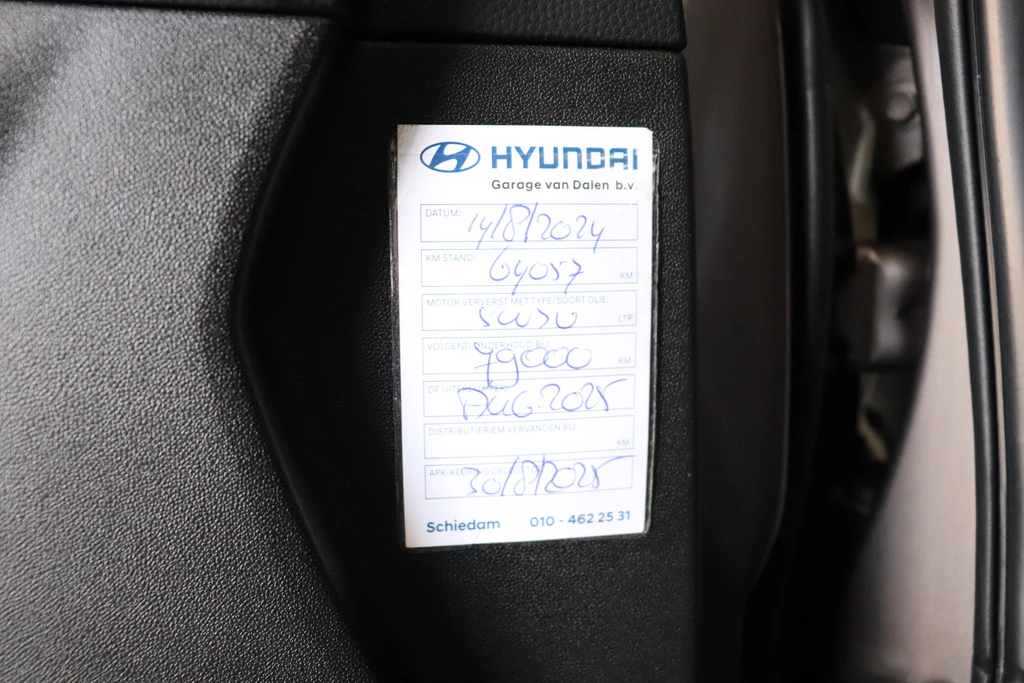 HYUNDAI
Garage van Dalen b.v.
DATUM: 14/8/2024
KM STAND: 64057 KM
MOTOR VERVERST MET TYPE/SOORT OLIE: 5W30 LTR
VOLGEND ONDERHOUD BIJ: 79000 KM
OF UITERLIJK PER: AUG. 2025
DISTRIBUTIERIEM VERVANGEN BIJ: KM
APK-KEURING 30/8/2025
Schiedam 010 - 462 25 31